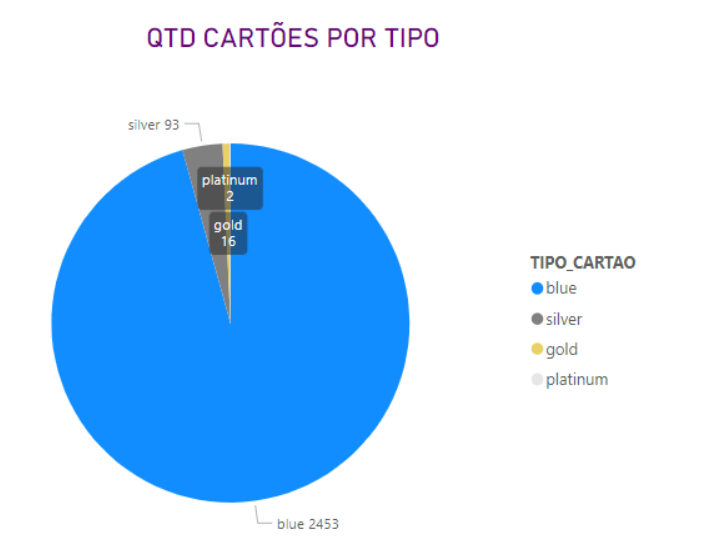 QTD CARTÕES POR TIPO
silver 93
platinum
2
gold
16
TIPO_CARTAO
blue
silver
gold
platinum
blue 2453